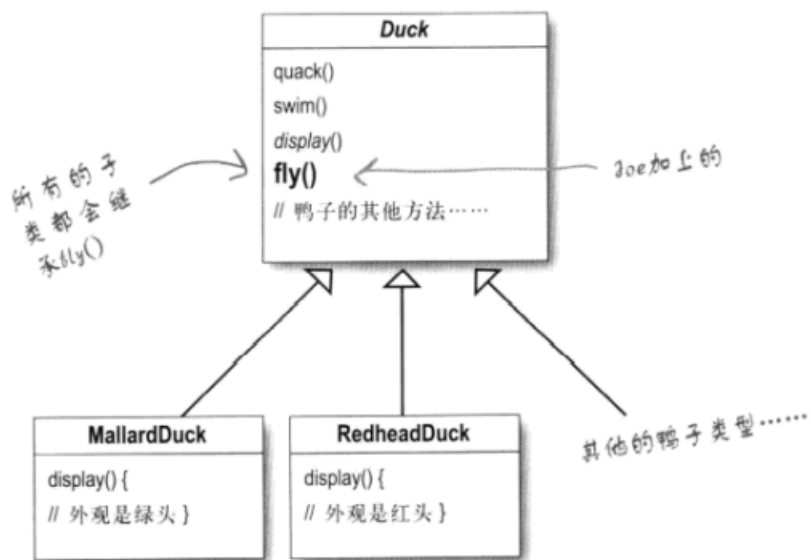 Duck
quack()
swim()
display()
fly()
// 鸭子的其他方法……
所有的子
类都会继
承fly()
Joe加上的
MallardDuck
display() {
// 外观是绿头 }
RedheadDuck
display() {
// 外观是红头 }
其他的鸭子类型……